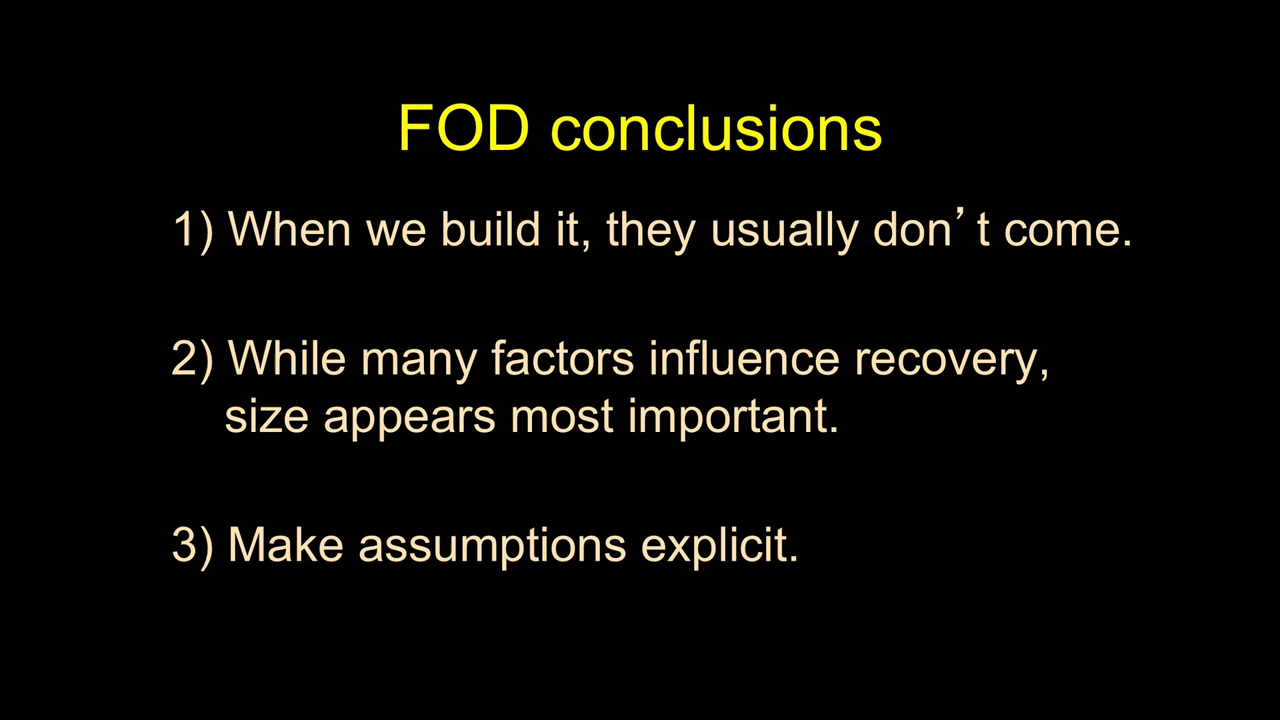 FOD conclusions
1) When we build it, they usually don’t come.
2) While many factors influence recovery,
size appears most important.
3) Make assumptions explicit.